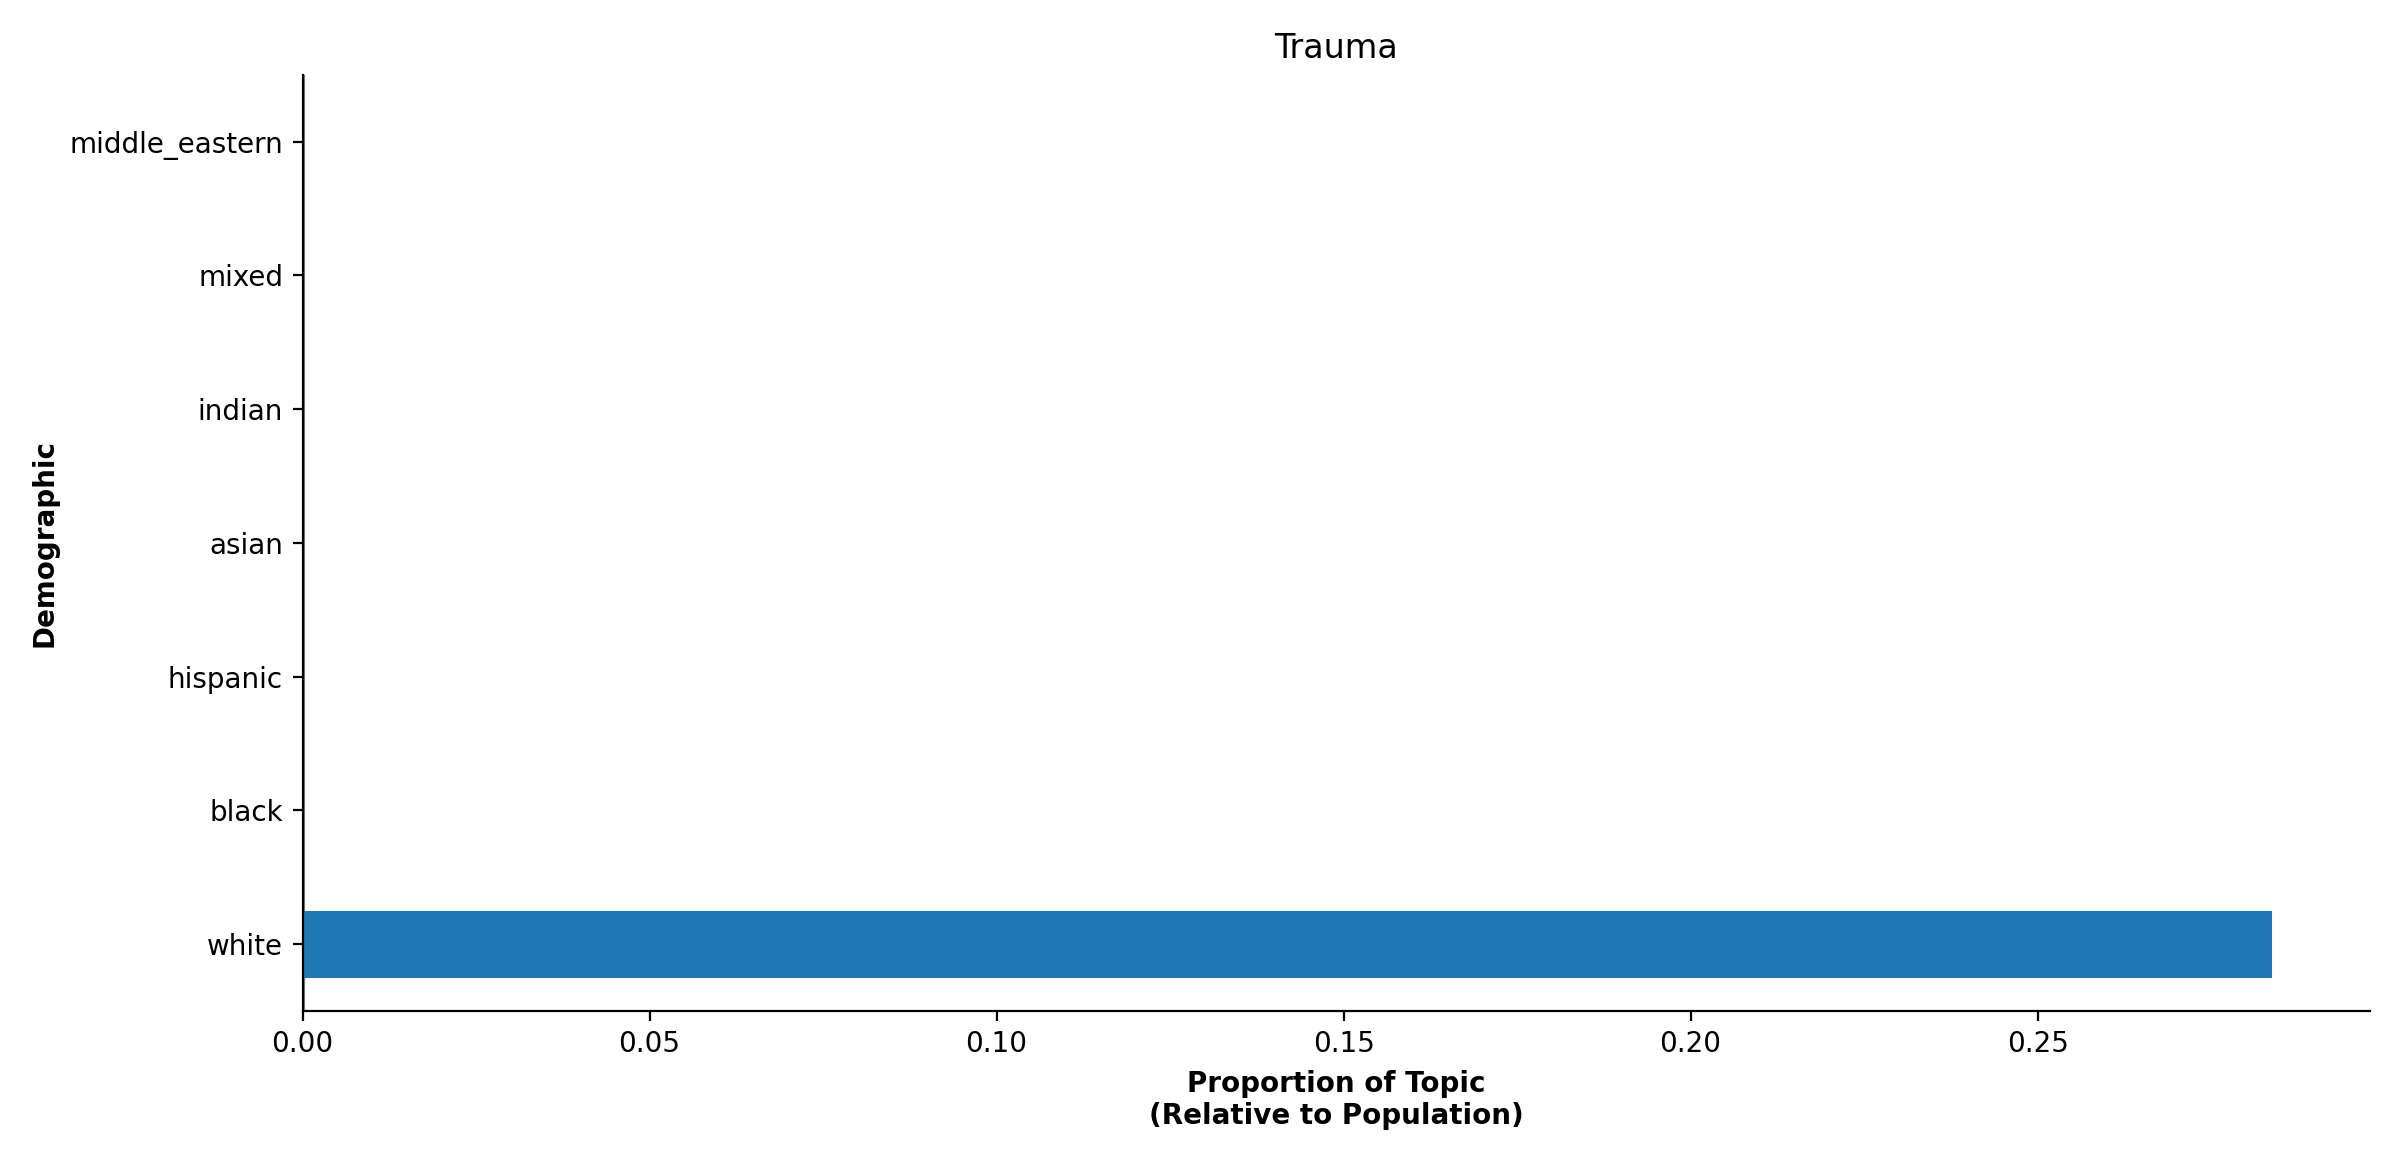 Trauma
middle_eastern
mixed
indian
asian
hispanic
black
white
Demographic
0.00 0.05 0.10 0.15 0.20 0.25
Proportion of Topic
(Relative to Population)